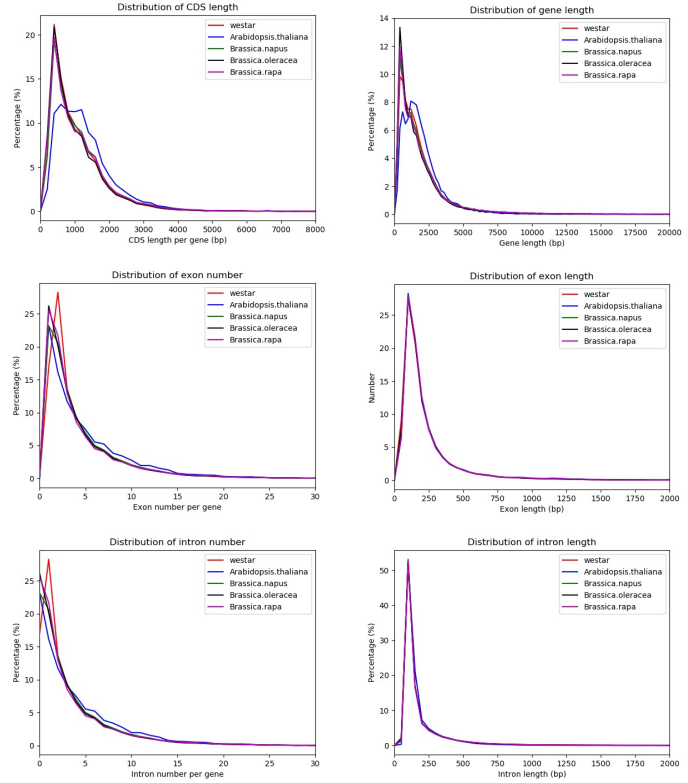 Distribution of CDS length
Percentage (%)
20
15
10
5
0
0 1000 2000 3000 4000 5000 6000 7000 8000
CDS length per gene (bp)
westar
Arabidopsis.thaliana
Brassica.napus
Brassica.oleracea
Brassica.rapa
Distribution of gene length
Percentage (%)
14
12
10
8
6
4
2
0
0 2500 5000 7500 10000 12500 15000 17500 20000
Gene length (bp)
westar
Arabidopsis.thaliana
Brassica.napus
Brassica.oleracea
Brassica.rapa
Distribution of exon number
Percentage (%)
25
20
15
10
5
0
0 5 10 15 20 25 30
Exon number per gene
westar
Arabidopsis.thaliana
Brassica.napus
Brassica.oleracea
Brassica.rapa
Distribution of exon length
Number
25
20
15
10
5
0
0 250 500 750 1000 1250 1500 1750 2000
Exon length (bp)
westar
Arabidopsis.thaliana
Brassica.napus
Brassica.oleracea
Brassica.rapa
Distribution of intron number
Percentage (%)
25
20
15
10
5
0
0 5 10 15 20 25 30
Intron number per gene
westar
Arabidopsis.thaliana
Brassica.napus
Brassica.oleracea
Brassica.rapa
Distribution of intron length
Percentage (%)
50
40
30
20
10
0
0 250 500 750 1000 1250 1500 1750 2000
Intron length (bp)
westar
Arabidopsis.thaliana
Brassica.napus
Brassica.oleracea
Brassica.rapa